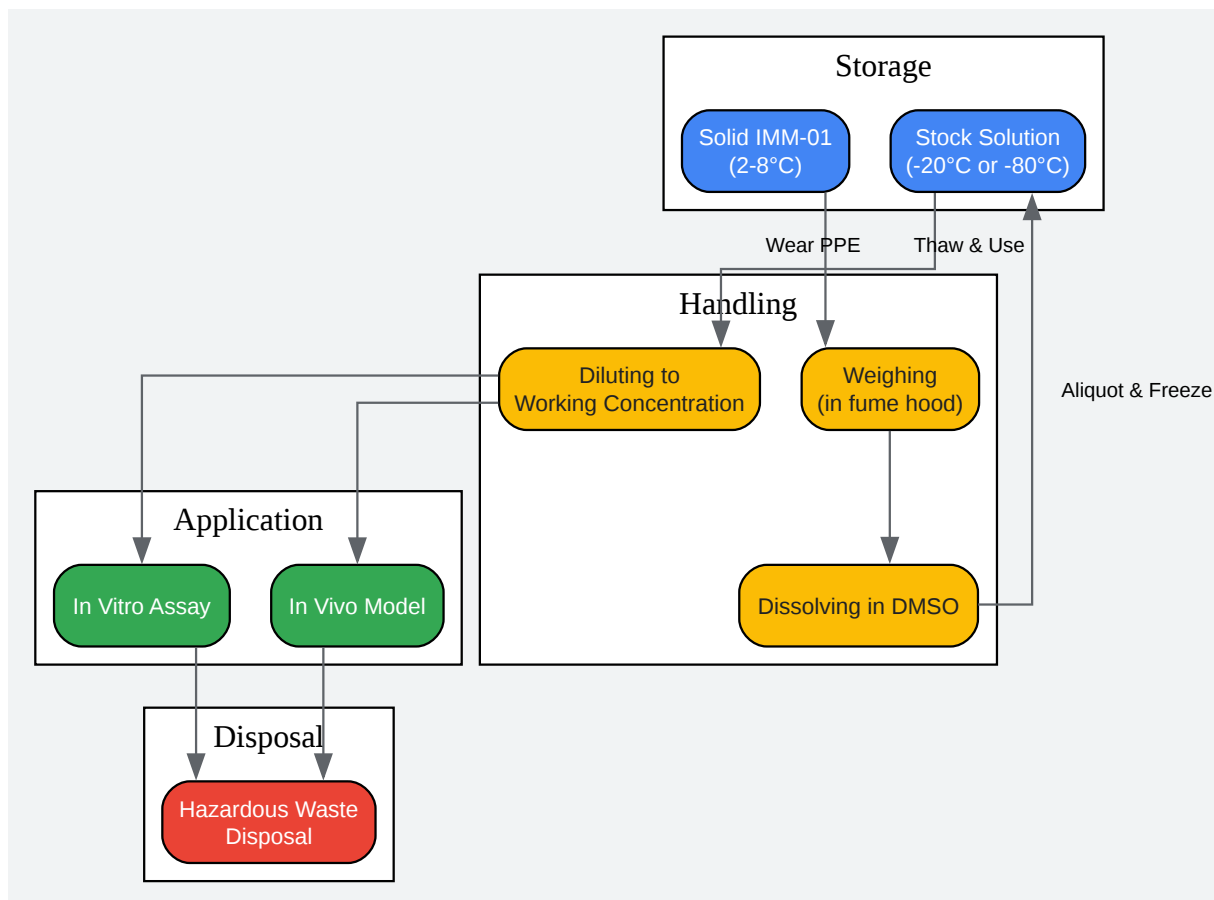 Storage
Solid IMM-01
(2-8°C)
Stock Solution
(-20°C or -80°C)
Wear PPE
Thaw & Use
Handling
Diluting to
Working Concentration
Weighing
(in fume hood)
Aliquot & Freeze
Application
In Vitro Assay
In Vivo Model
Dissolving in DMSO
Disposal
Hazardous Waste
Disposal